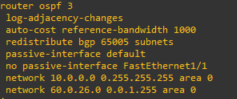 router ospf 3
log-adjacency-changes
auto-cost reference-bandwidth 1000
redistribute bgp 65005 subnets
passive-interface default
no passive-interface FastEthernet1/1
network 10.0.0.0 0.255.255.255 area 0
network 60.0.26.0 0.0.1.255 area 0